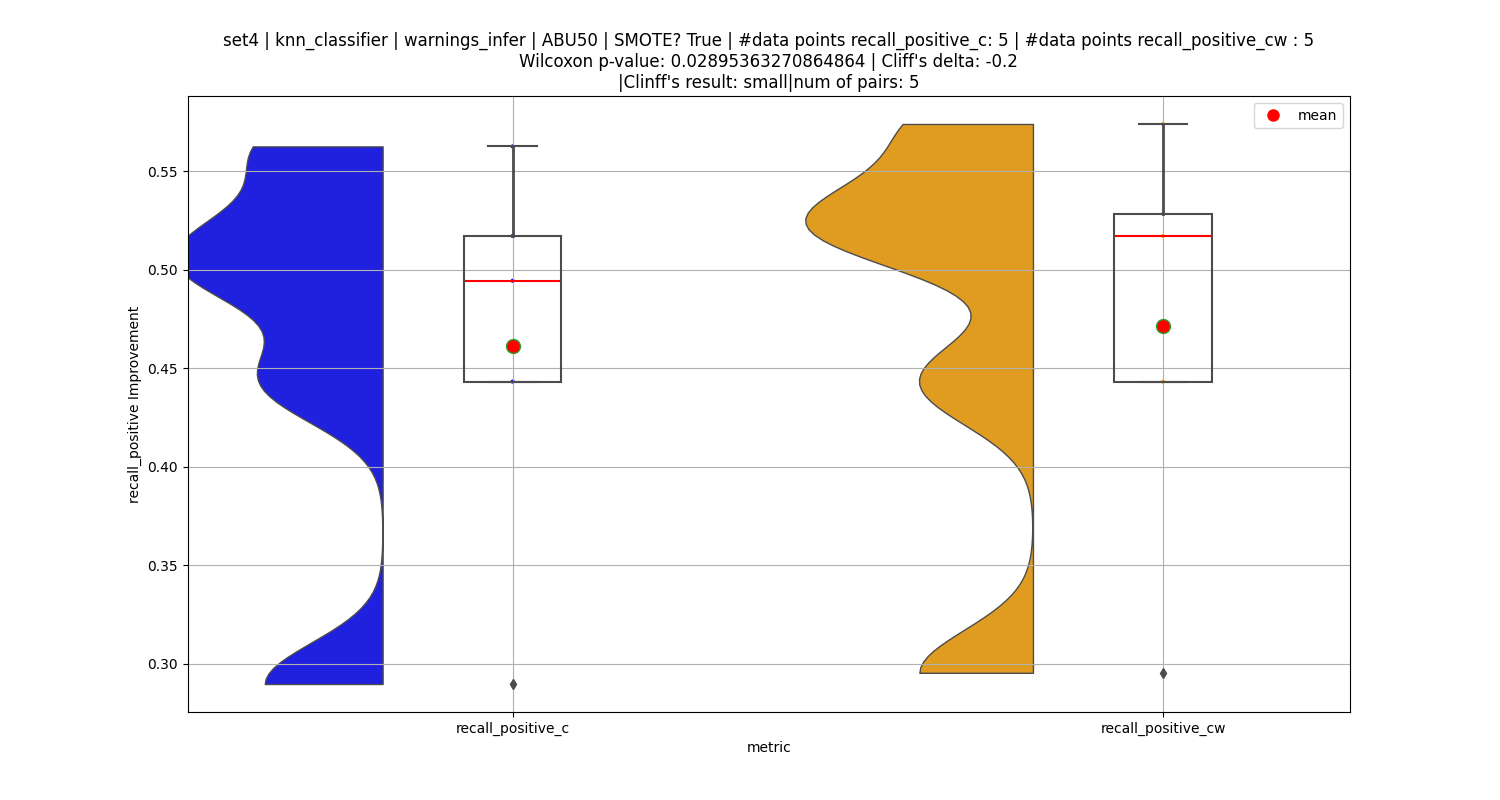 set4 | knn_classifier | warnings_infer | ABU50 | SMOTE? True | #data points recall_positive_c: 5 | #data points recall_positive_cw : 5
Wilcoxon p-value: 0.02895363270864864 | Cliff's delta: -0.2
|Clinff's result: small|num of pairs: 5
mean
0.55
0.50
0.45
0.40
0.35
0.30
recall_positive Improvement
recall_positive_c
recall_positive_cw
metric